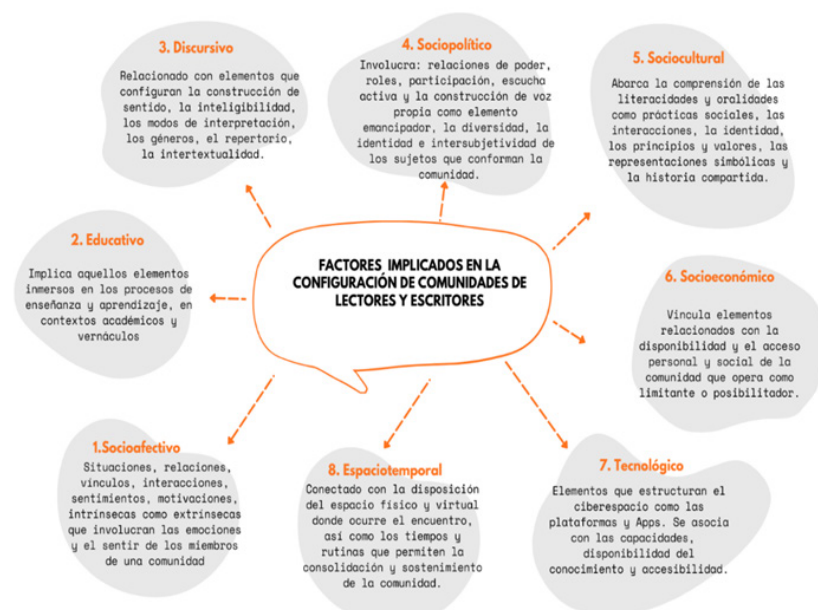 3. Discursivo
Relacionado con elementos que
configuran la construcción de
sentido, la inteligibilidad,
los modos de interpretación,
los géneros, el repertorio,
la intertextualidad.
4. Sociopolítico
Involucra: relaciones de poder,
roles, participación, escucha
activa y la construcción de voz
propia como elemento
emancipador, la diversidad, la
identidad e intersubjetividad de
los sujetos que conforman la
comunidad.
5. Sociocultural
Abarca la comprensión de las
literacidades y oralidades
como prácticas sociales, las
interacciones, la identidad,
los principios y valores, las
representaciones simbólicas y
la historia compartida.
2. Educativo
Implica aquellos elementos
inmersos en los procesos de
enseñanza y aprendizaje, en
contextos académicos y
vernáculos
FACTORES IMPLICADOS EN LA
CONFIGURACIÓN DE COMUNIDADES DE
LECTORES Y ESCRITORES
6. Socioeconómico
Vincula elementos
relacionados con la
disponibilidad y el acceso
personal y social de la
comunidad que opera como
limitante o posibilitador.
1.Socioafectivo
Situaciones, relaciones,
vínculos, interacciones,
sentimientos, motivaciones,
intrínsecas como extrínsecas
que involucran las emociones
y el sentir de los miembros
de una comunidad
8. Espaciotemporal
Conectado con la disposición
del espacio físico y virtual
donde ocurre el encuentro,
así como los tiempos y
rutinas que permiten la
consolidación y sostenimiento
de la comunidad.
7. Tecnológico
Elementos que estructuran el
ciberespacio como las
plataformas y Apps. Se asocia
con las capacidades,
disponibilidad del
conocimiento y accesibilidad.